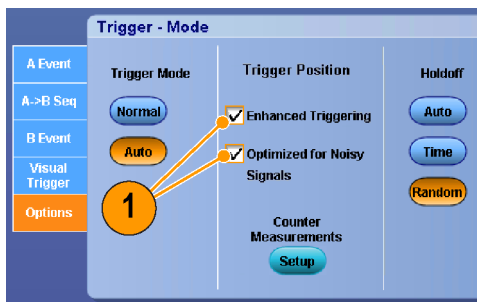 Trigger - Mode
A Event
A->B Seq
B Event
Visual
Trigger
Options
Trigger Mode
Normal
Auto
1
Trigger Position
Enhanced Triggering
Optimized for Noisy
Signals
Counter
Measurements
Setup
Holdoff
Auto
Time
Random